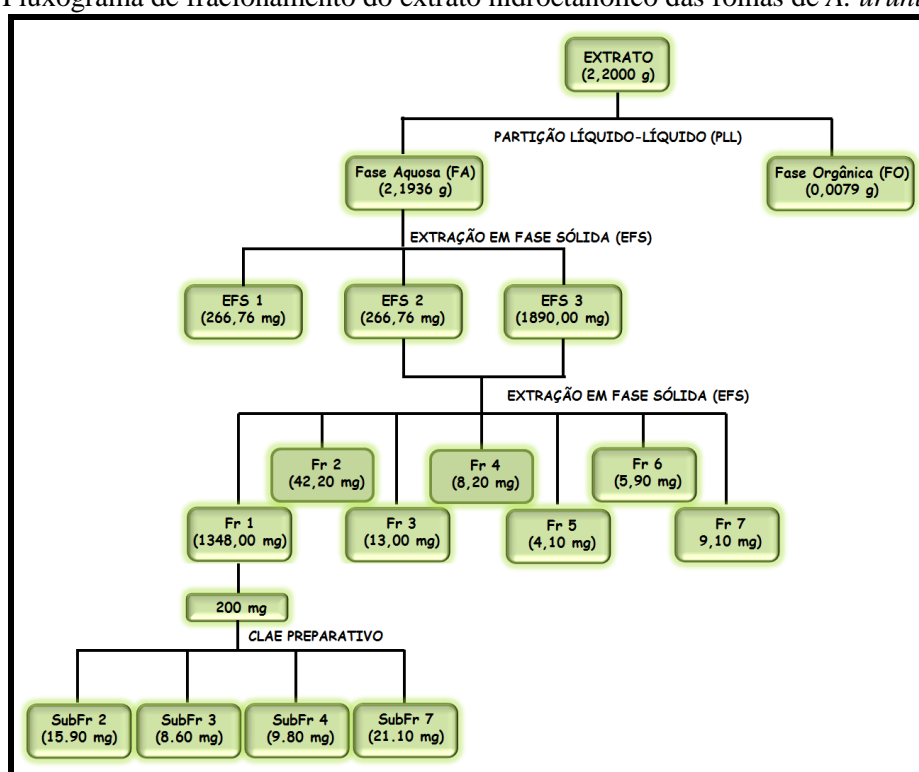 Fluxograma de fracionamento do extrato hidroetanólico das folhas de A.
EXTRATO
(2,2000 g)
PARTIÇÃO LÍQUIDO-LÍQUIDO (PLL)
Fase Aquosa (FA)
(2,1936 g)
Fase Orgânica (FO)
(0,0079 g)
EXTRAÇÃO EM FASE SÓLIDA (EFS)
EFS 1
(266,76 mg)
EFS 2
(266,76 mg)
EFS 3
(1890,00 mg)
EXTRAÇÃO EM FASE SÓLIDA (EFS)
Fr 2
(42,20 mg)
Fr 4
(8,20 mg)
Fr 6
(5,90 mg)
Fr 1
(1348,00 mg)
Fr 3
(13,00 mg)
Fr 5
(4,10 mg)
Fr 7
9,10 mg)
200 mg
CLAE PREPARATIVO
SubFr 2
(15.90 mg)
SubFr 3
(8.60 mg)
SubFr 4
(9.80 mg)
SubFr 7
(21.10 mg)